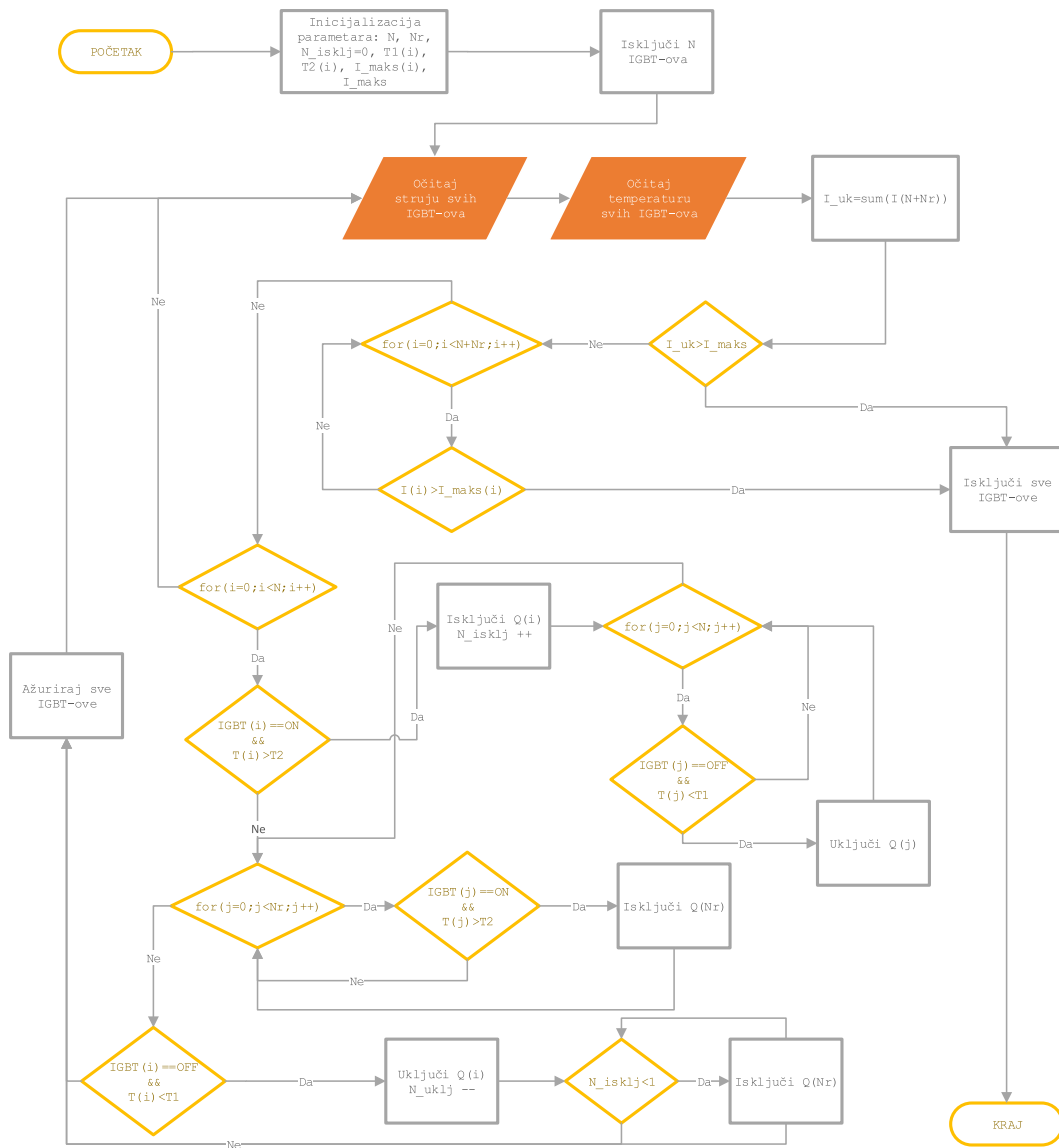 POČETAK
Inicijalizacija
parametara: N, Nr,
N_isklj=0, T1(i),
T2(i), I_maks(i),
I_maks
Isključi N
IGBT-ova
Očitaj
struju svih
IGBT-ova
Očitaj
temperaturu
svih IGBT-ova
I_uk=sum(I(N+Nr))
Ne
Ne
for(i=0;i<N+Nr;i++)
Ne
I_uk>I_maks
Da
Da
Ne
I(i)>I_maks(i)
Da
Isključi sve
IGBT-ove
for(i=0;i<N;i++)
Ne
Isključi Q(i)
N_isklj ++
for(j=0;j<N;j++)
Da
Ažuriraj sve
IGBT-ove
Da
Da
Ne
IGBT(i)==ON
&&
T(i)>T2
IGBT(j)==OFF
&&
T(j)<T1
Ne
Da
Uključi Q(j)
for(j=0;j<Nr;j++)
Da
IGBT(j)==ON
&&
T(j)>T2
Da
Isključi Q(Nr)
Ne
Ne
IGBT(i)==OFF
&&
T(i)<T1
Da
Uključi Q(i)
N_uklj --
N_isklj<1
Da
Isključi Q(Nr)
Ne
KRAJ